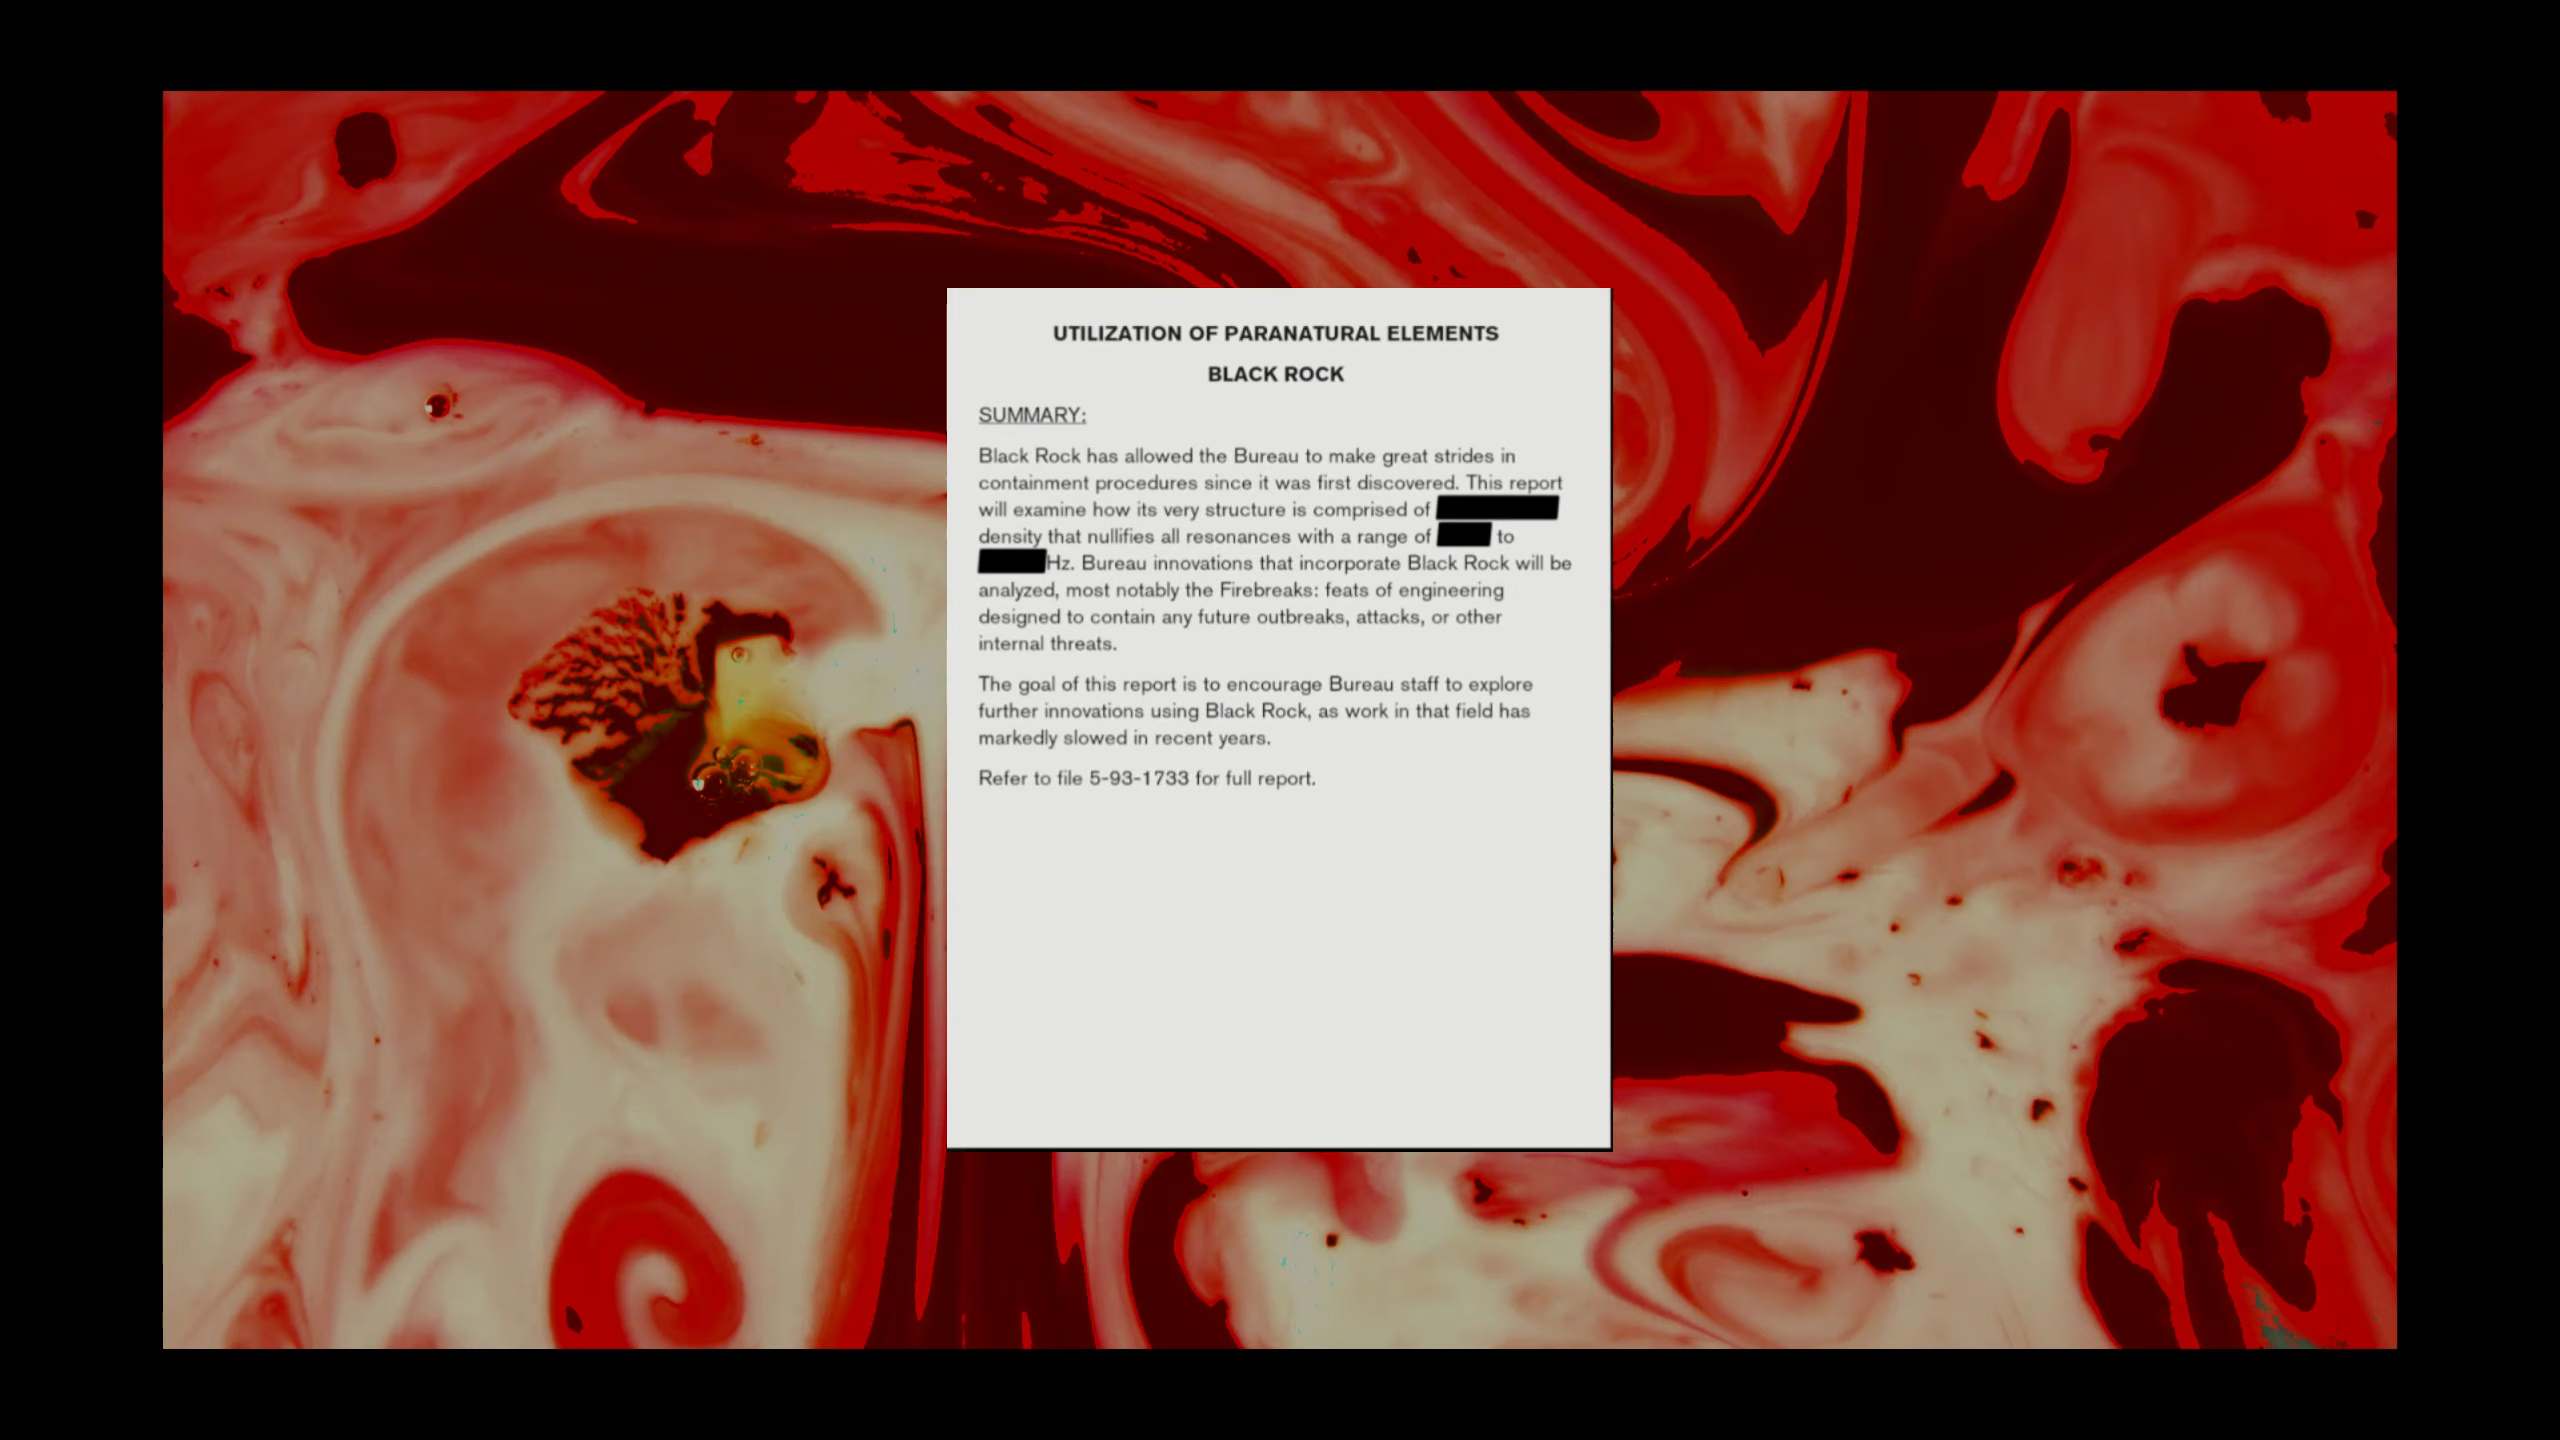 UTILIZATION OF PARANATURAL ELEMENTS
BLACK ROCK
SUMMARY:
Black Rock has allowed the Bureau to make great strides in
containment procedures since it was first discovered. This report
will examine how its very structure is comprised of
density that nullifies all resonances with a range of to
Hz. Bureau innovations that incorporate Black Rock will be
analyzed, most notably the Firebreaks: feats of engineering
designed to contain any future outbreaks, attacks, or other
internal threats.
The goal of this report is to encourage Bureau staff to explore
further innovations using Black Rock, as work in that field has
markedly slowed in recent years.
Refer to file 5-93-1733 for full report.